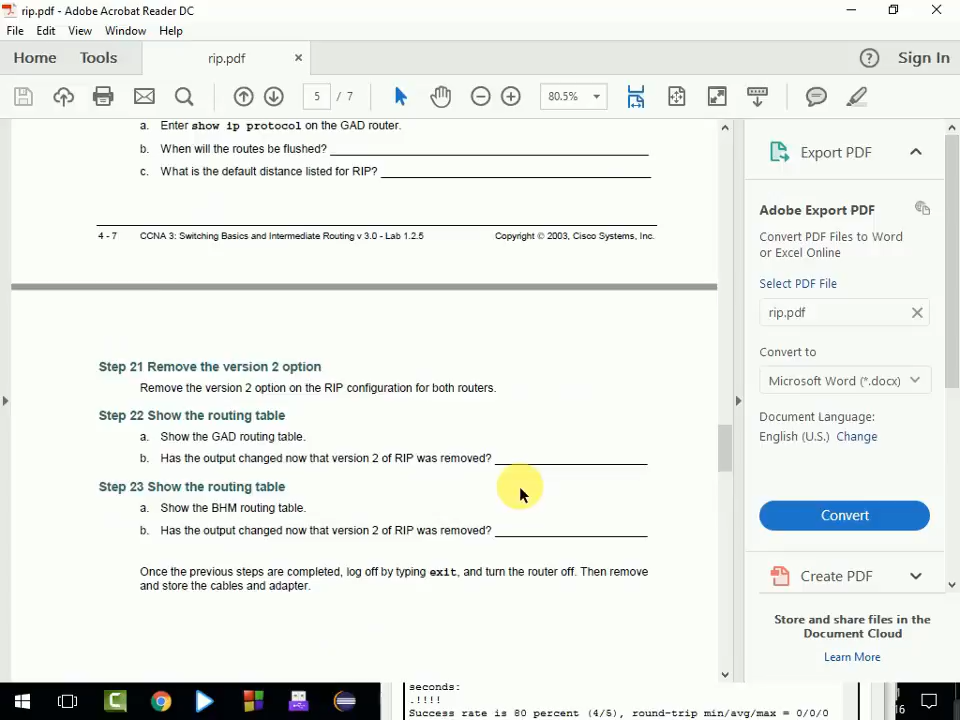 rip.pdf - Adobe Acrobat Reader DC
File Edit View Window Help
Home Tools rip.pdf × ? Sign In
5 / 7 80.5%
a. Enter show ip protocol on the GAD router.
b. When will the routes be flushed?
c. What is the default distance listed for RIP?
4 - 7 CCNA 3: Switching Basics and Intermediate Routing v 3.0 - Lab 1.2.5 Copyright © 2003, Cisco Systems, Inc.
Step 21 Remove the version 2 option
Remove the version 2 option on the RIP configuration for both routers.
Step 22 Show the routing table
a. Show the GAD routing table.
b. Has the output changed now that version 2 of RIP was removed?
Step 23 Show the routing table
a. Show the BHM routing table.
b. Has the output changed now that version 2 of RIP was removed?
Once the previous steps are completed, log off by typing exit, and turn the router off. Then remove
and store the cables and adapter.
Export PDF
Adobe Export PDF
Convert PDF Files to Word
or Excel Online
Select PDF File
rip.pdf
Convert to
Microsoft Word (*.docx)
Document Language:
English (U.S.) Change
Convert
Create PDF
Store and share files in the
Document Cloud
Learn More
seconds:
.!!!!
Success rate is 80 percent (4/5), round-trip min/avg/max = 0/0/0
16